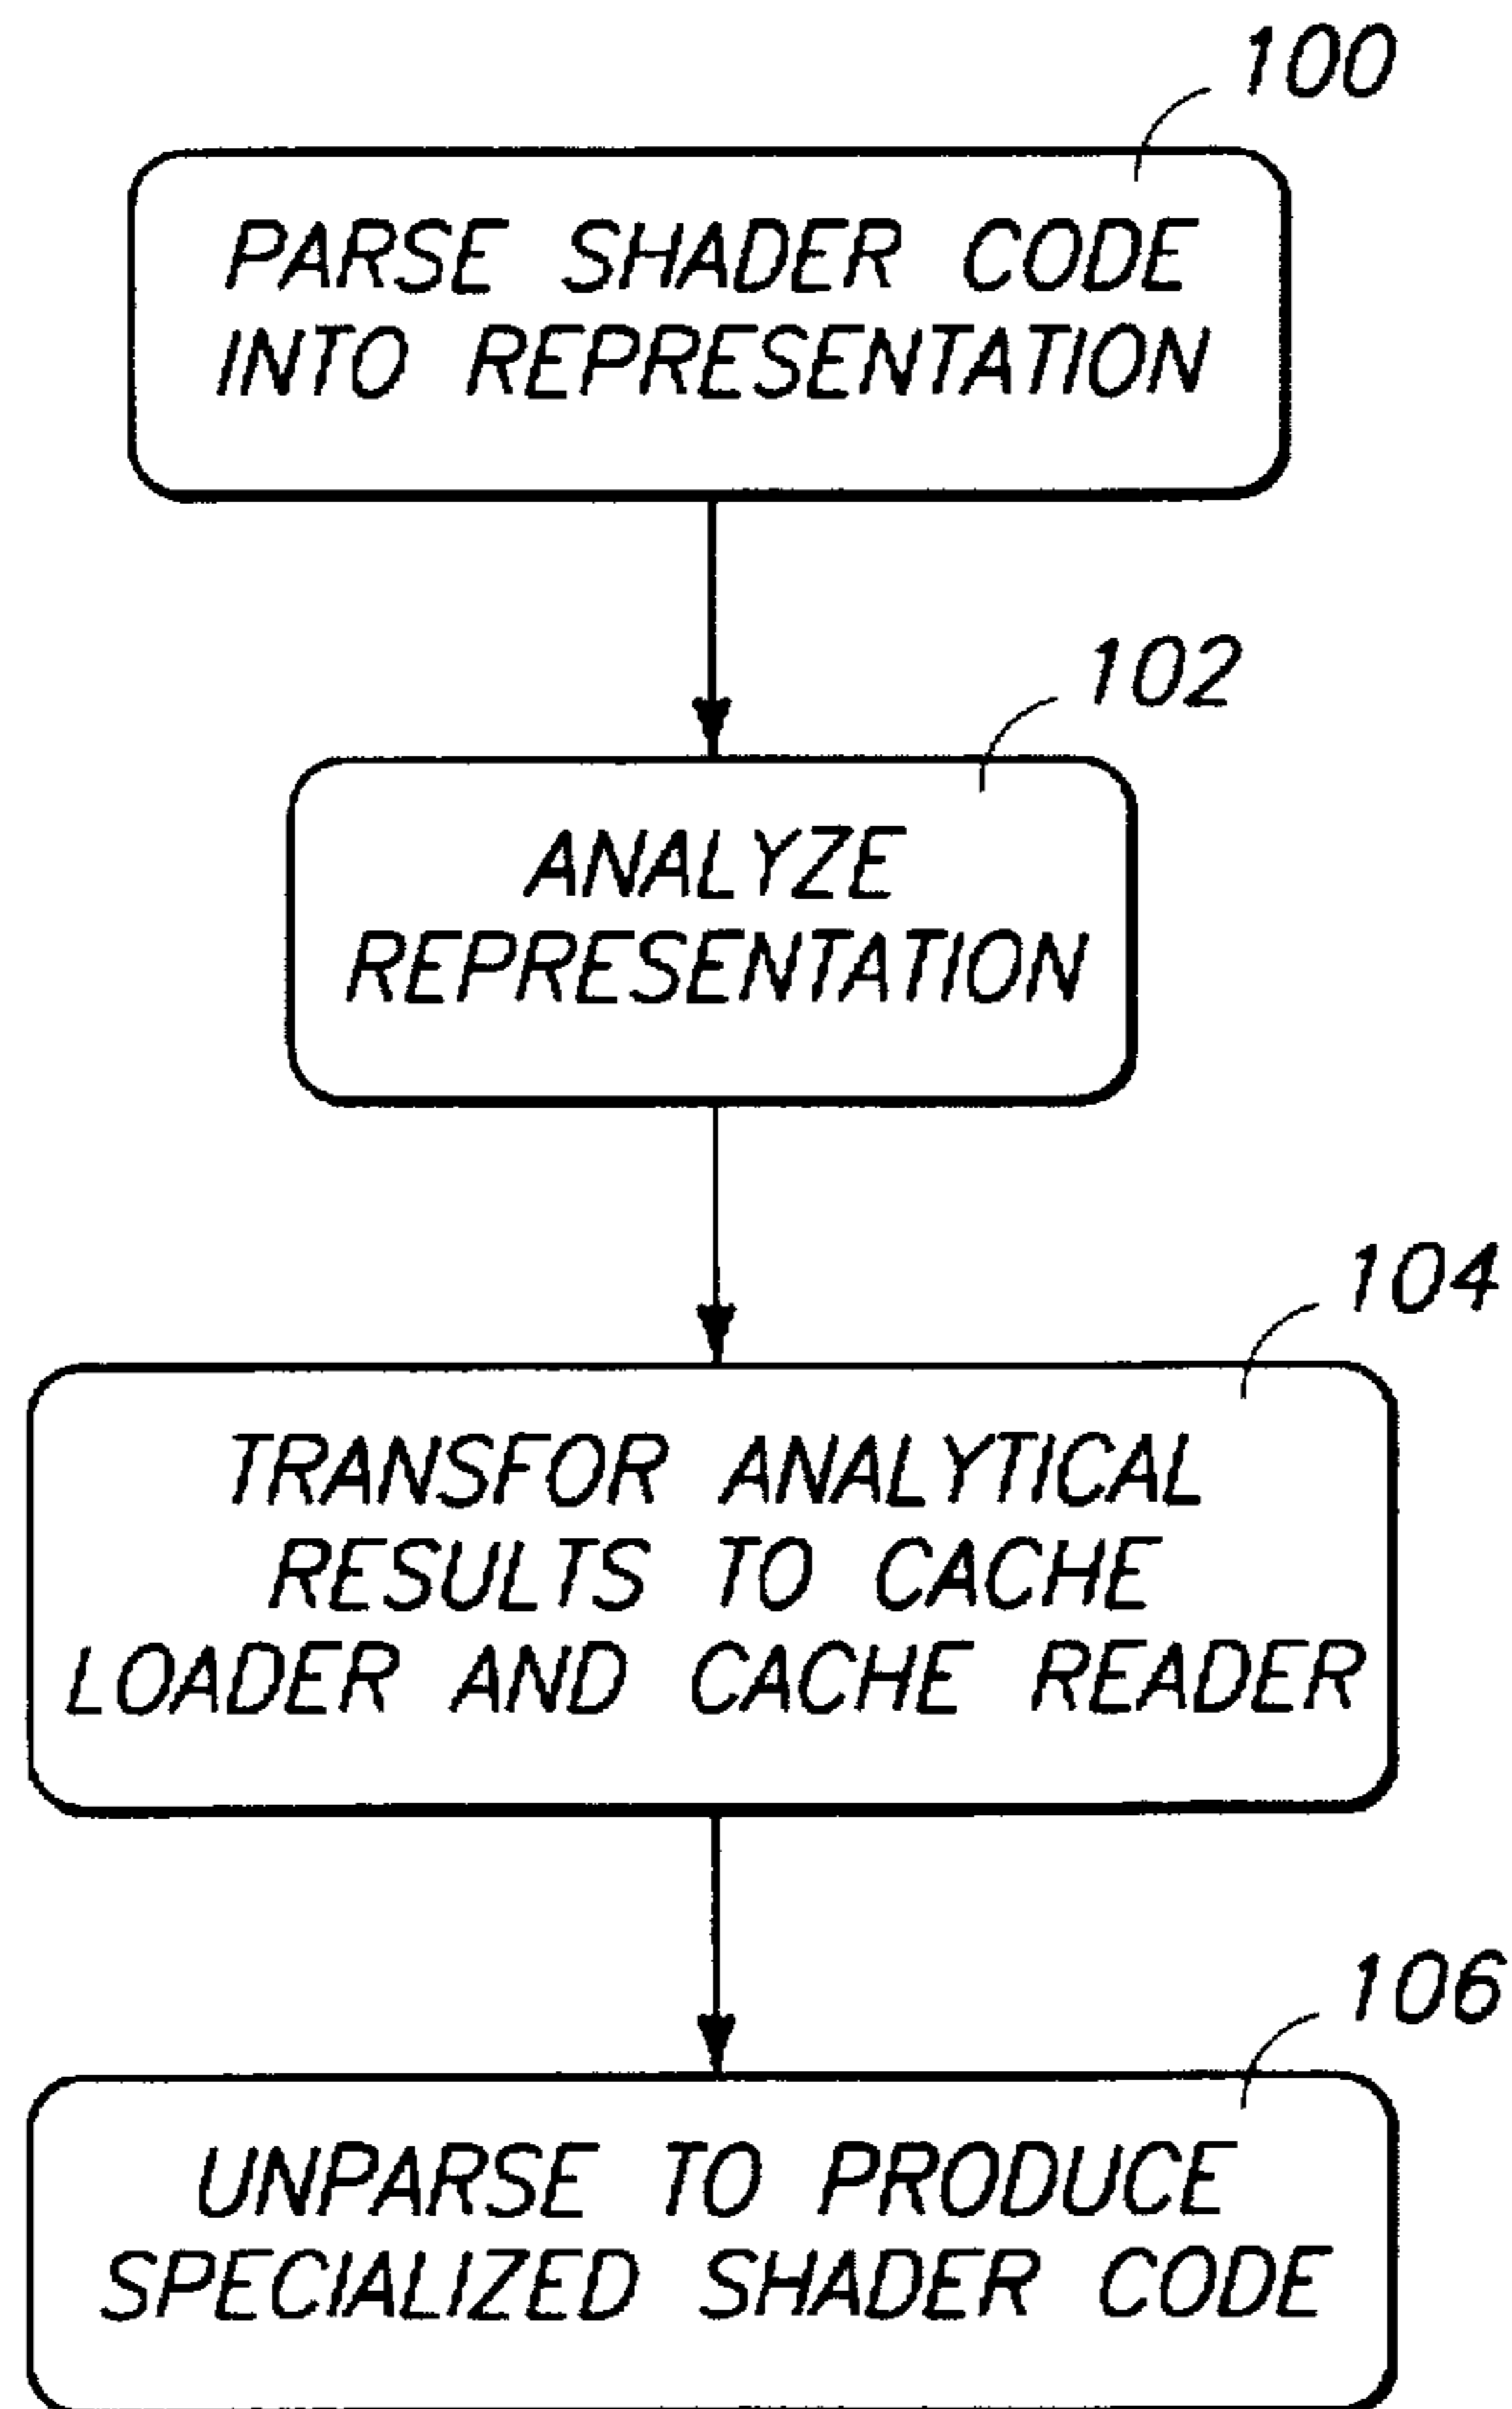 100
PARSE SHADER CODE
INTO REPRESENTATION
102
ANALYZE
REPRESENTATION
104
TRANSFOR ANALYTICAL
RESULTS TO CACHE
LOADER AND CACHE READER
106
UNPARSE TO PRODUCE
SPECIALIZED SHADER CODE